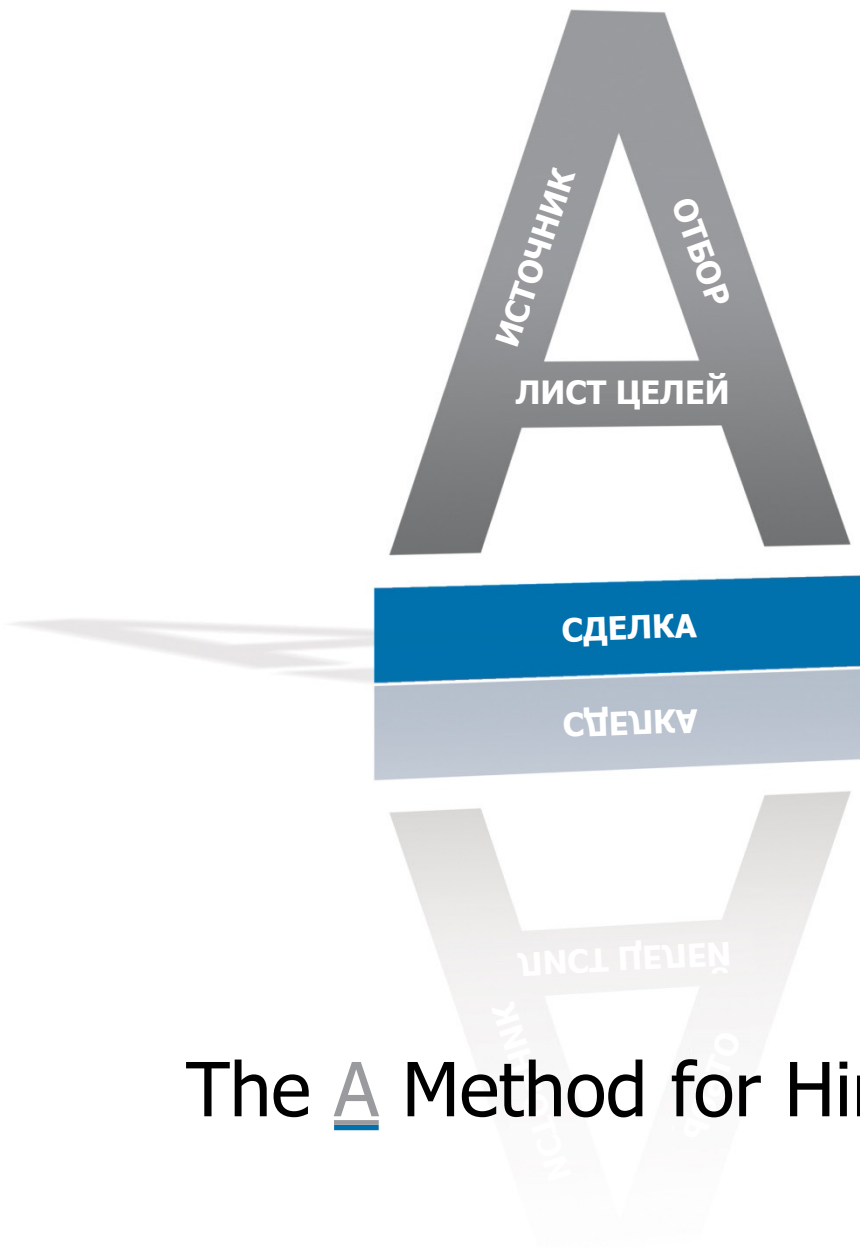 ИСТОЧНИК
ОТБОР
ЛИСТ ЦЕЛЕЙ
СДЕЛКА
СДЕЛКА
ЛИСТ ЦЕЛЕЙ
The A Method for Hi